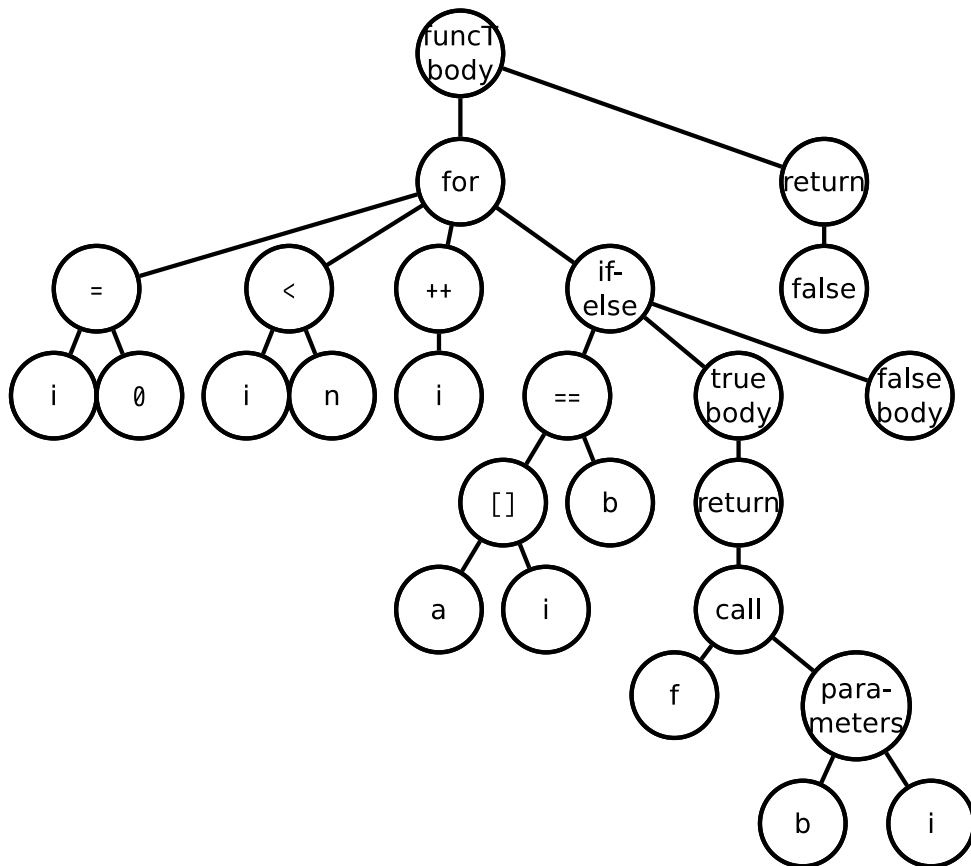 funcT
body
for
return
=
<
++
if-
else
false
i
0
i
n
i
==
true
body
false
body
[]
b
return
a
i
call
f
para-
meters
b
i